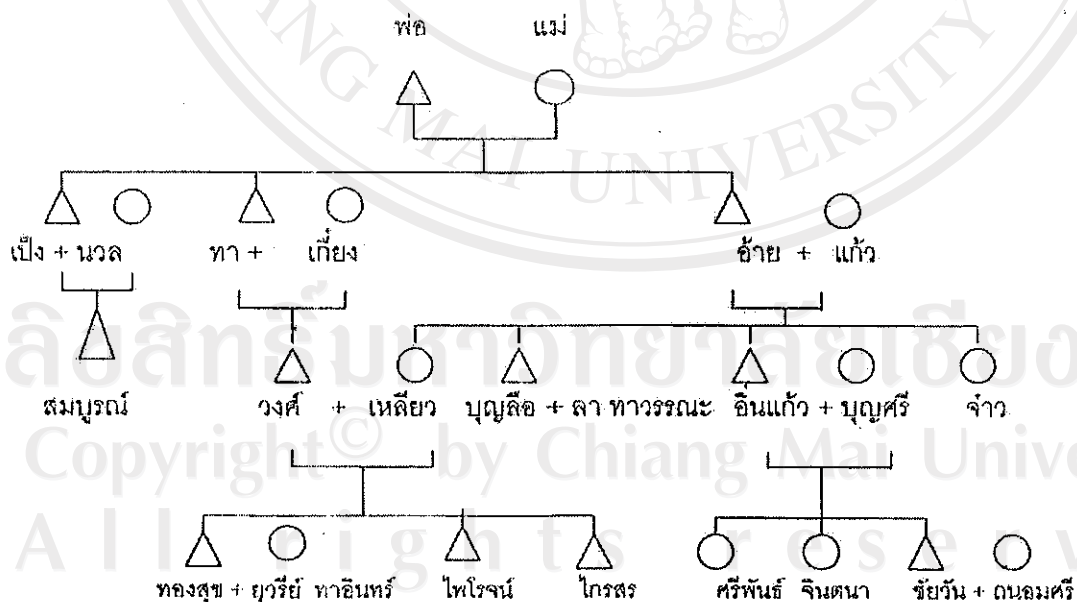 พ่อ แม่
เป็ง + นวล ทา + เกี๋ยง อ้าย + แก้ว
สมบูรณ์ วงศ์ + เหลียว บุญลือ + ลา ทาวรรณะ อิ่นแก้ว + บุญศรี จ๋าว
ทองสุข + ยุวรีย์ ทาอินทร์ ไพโรจน์ ไกรสร ศรีพันธ์ จินตนา ชัยวัน + ถนอมศรี
ANG MAI UNIVERSITY
ลิขสิทธิ์มหาวิทยาลัยเชียง
Copyright© by Chiang Mai Unive
All rights reserv